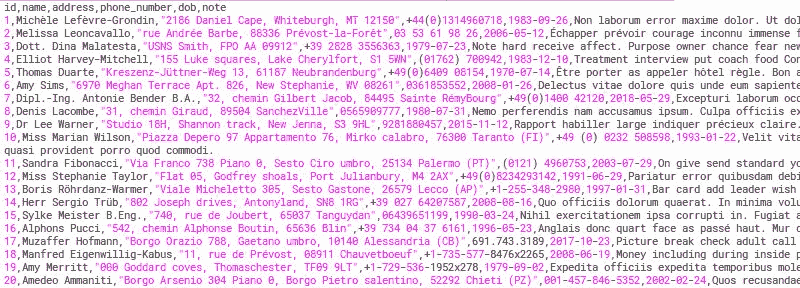 id,name,address,phone_number,dob,note
1,Michèle Lefèvre-Grondin,"2186 Daniel Cape, Whiteburgh, MT 12150",+44(0)1314960718,1983-09-26,Non laborum error maxime dolor. Ut dol
2,Melissa Leoncavallo,"rue Andrée Barbe, 88336 Prévost-la-Forêt",03 53 61 98 26,2006-05-12,Échapper prévoir courage inconnu immense f
3,Dott. Dina Malatesta,"USNS Smith, FPO AA 09912",+39 2828 3556363,1979-07-23,Note hard receive affect. Purpose owner chance fear new
4,Elliot Harvey-Mitchell,"155 Luke squares, Lake Cherylfort, S1 5WN",(01762) 700942,1983-12-10,Treatment interview put coach food Con
5,Thomas Duarte,"Kreszenz-Jüttner-Weg 13, 61187 Neubrandenburg",+49(0)6409 08154,1970-07-14,Être porter as appeler hôtel règle. Bon a
6,Amy Sims,"6970 Meghan Terrace Apt. 826, New Stephanie, WV 08261",0361853552,2008-01-26,Delectus vitae dolore quis unde eum sapiente
7,Dipl.-Ing. Antonie Bender B.A.,"32, chemin Gilbert Jacob, 84495 Sainte RémyBourg",+49(0)1400 42120,2018-05-29,Excepturi laborum occ
8,Denis Lacombe,"31, chemin Giraud, 89504 SanchezVille",0565909777,1980-07-31,Nemo perferendis nam accusamus ipsum. Culpa officiis ex
9,Dr Lee Warner,"Studio 18H, Shannon track, New Jenna, S3 9HL",9281880457,2015-11-12,Rapport habiller large indiquer précieux claire.
10,Miss Maria Wilson,"Piazza Depero 97 Appartamento 76, Mirko calabro, 76300 Taranto (FI)",+49 (0) 0232 508598,1993-01-22,Velit vita
quasi provident porro quod commodi.
11,Sandra Fibonacci,"Via Franco 738 Piano 0, Sesto Ciro umbro, 25134 Palermo (PT)",(0121) 4960753,2003-07-29,On give send standard yo
12,Miss Stephanie Taylor,"Flat 05, Godfrey shoals, Port Julianbury, M4 2AX",+49(0)8234293142,1991-06-29,Pariatur error quibusdam debi
13,Boris Röhrdanz-Warmer,"Viale Micheletto 305, Sesto Gastone, 26579 Lecco (AP)",+1-255-348-2980,1997-01-31,Bar card add leader wish
14,Herr Sergio Trüb,"802 Joseph drives, Antonyland, SN8 1RG",+39 027 64207587,2008-08-16,Quo officiis dolorum quaerat. In minima volu
15,Sylke Meister B.Eng.,"740, rue de Joubert, 65037 Tanguydan",06439651199,1990-03-24,Nihil exercitationem ipsa corrupti in. Fugiat a
16,Alphons Pucci,"542, chemin Alphonse Boutin, 65636 Blin",+39 734 04 37 6161,1996-05-23,Anglais donc quart face as passé haut. Mur c
17,Muzaffer Hofmann,"Borgo Orazio 788, Gaetano umbro, 10140 Alessandria (CB)",691.743.3189,2017-10-23,Picture break check adult call
18,Manfred Eigenwillig-Kabus,"11, rue de Prévost, 08911 Chauvetboeuf",+1-735-577-8476x2265,2008-06-19,Money including during inside p
19,Amy Merritt,"000 Goddard coves, Thomaschester, TF09 9LT",+1-729-536-1952x278,1979-09-02,Expedita officiis expedita temporibus mole
20,Amedeo Ammaniti,"Borgo Arsenio 304 Piano 0, Borgo Pietro salentino, 52292 Chieti (PZ)",001-457-846-5352,2002-02-24,Quos recusandae